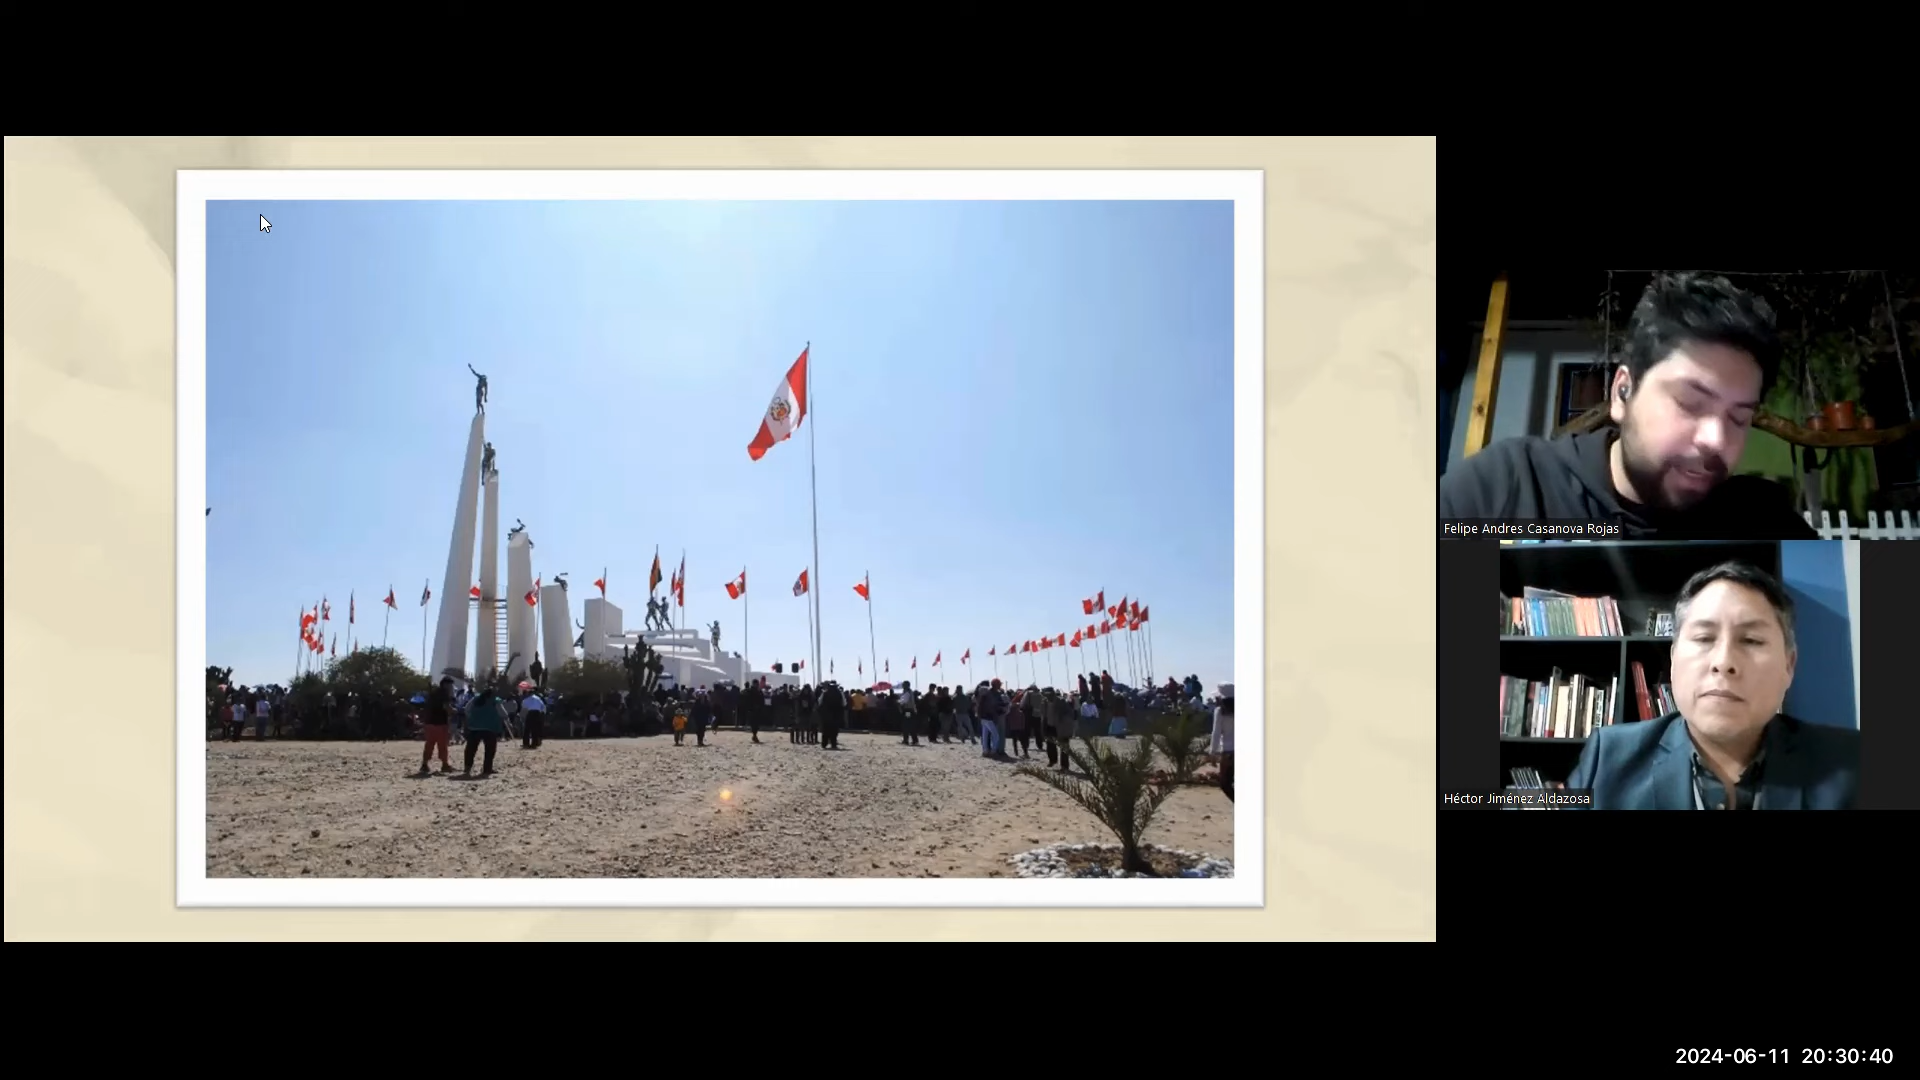 Felipe Andres Casanova Rojas
Héctor Jiménez Aldazosa
2024-06-11 20:30:40